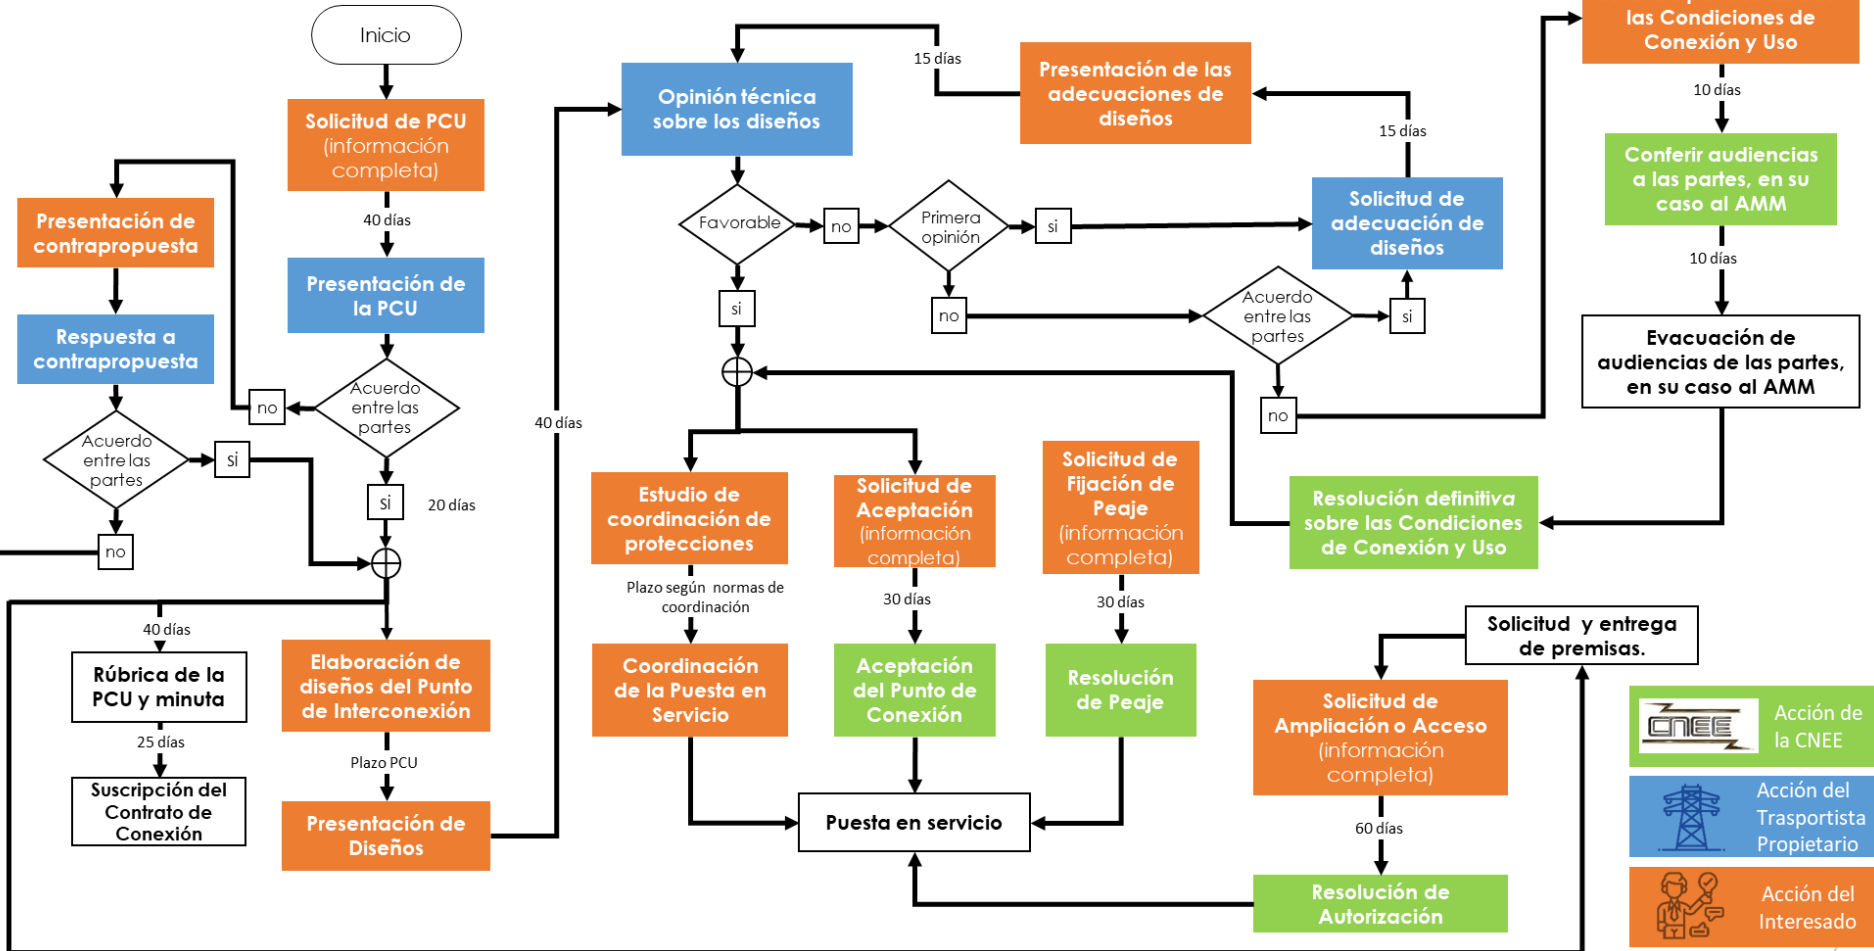 Inicio
Solicitud de PCU
(información
completa)
40 días
Presentación de
la PCU
Acuerdo
entre las
partes
no
si
20 días
Presentación de
contrapropuesta
Respuesta a
contrapropuesta
Acuerdo
entre las
partes
si
no
40 días
Rúbrica de la
PCU y minuta
25 días
Suscripción del
Contrato de
Conexión
Elaboración de
diseños del Punto
de Interconexión
Plazo PCU
Presentación de
Diseños
40 días
Opinión técnica
sobre los diseños
15 días
Presentación de las
adecuaciones de
diseños
15 días
Favorable
no
Primera
opinión
si
Solicitud de
adecuación de
diseños
si
no
Acuerdo
entre las
partes
si
no
las Condiciones de
Conexión y Uso
10 días
Conferir audiencias
a las partes, en su
caso al AMM
10 días
Evacuación de
audiencias de las partes,
en su caso al AMM
Resolución definitiva
sobre las Condiciones
de Conexión y Uso
Estudio de
coordinación de
protecciones
Plazo según normas de
coordinación
Coordinación
de la Puesta en
Servicio
Solicitud de
Aceptación
(información
completa)
30 días
Aceptación
del Punto de
Conexión
Solicitud de
Fijación de
Peaje
(información
completa)
30 días
Resolución
de Peaje
Puesta en servicio
Solicitud y entrega
de premisas.
Solicitud de
Ampliación o Acceso
(información
completa)
60 días
Resolución de
Autorización
CNEE
Acción de
la CNEE
Acción del
Trasportista
Propietario
Acción del
Interesado